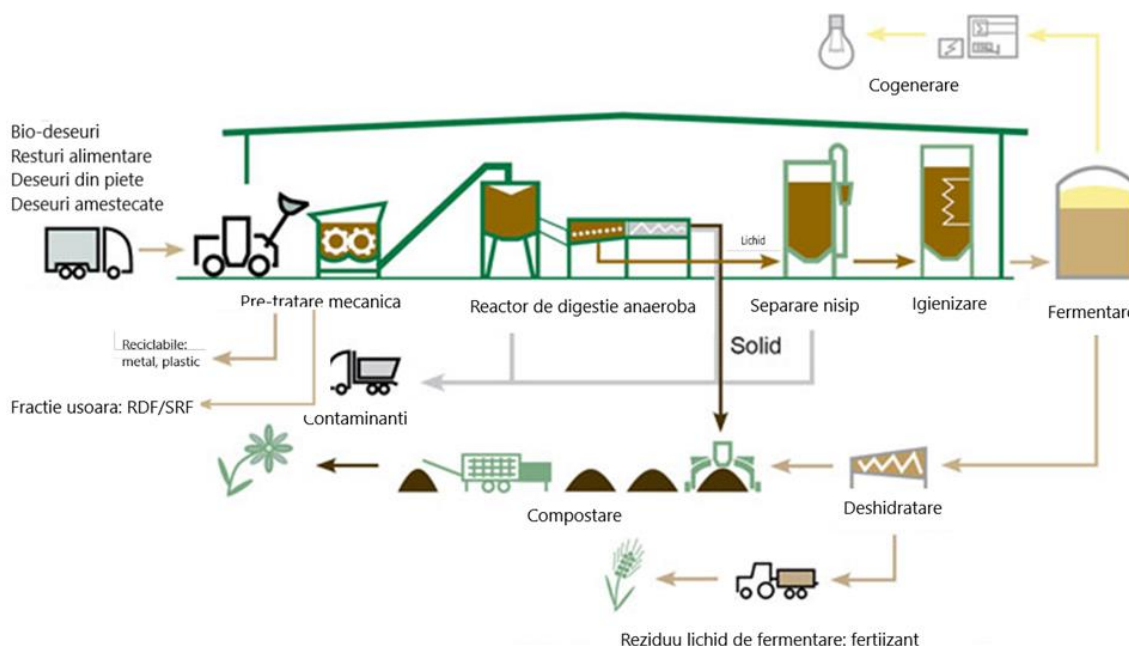 Cogenerare
Bio-deseuri
Resturi alimentare
Deseuri din piete
Deseuri amestecate
Lichid
Pre-tratare mecanica
Reactor de digestie anaeroba
Separare nisip
Igienizare
Fermentare
Reciclabile:
metal, plastic
Solid
Fractie usoara: RDF/SRF
Contaminanti
Compostare
Deshidratare
Reziduu lichid de fermentare: fertiizant